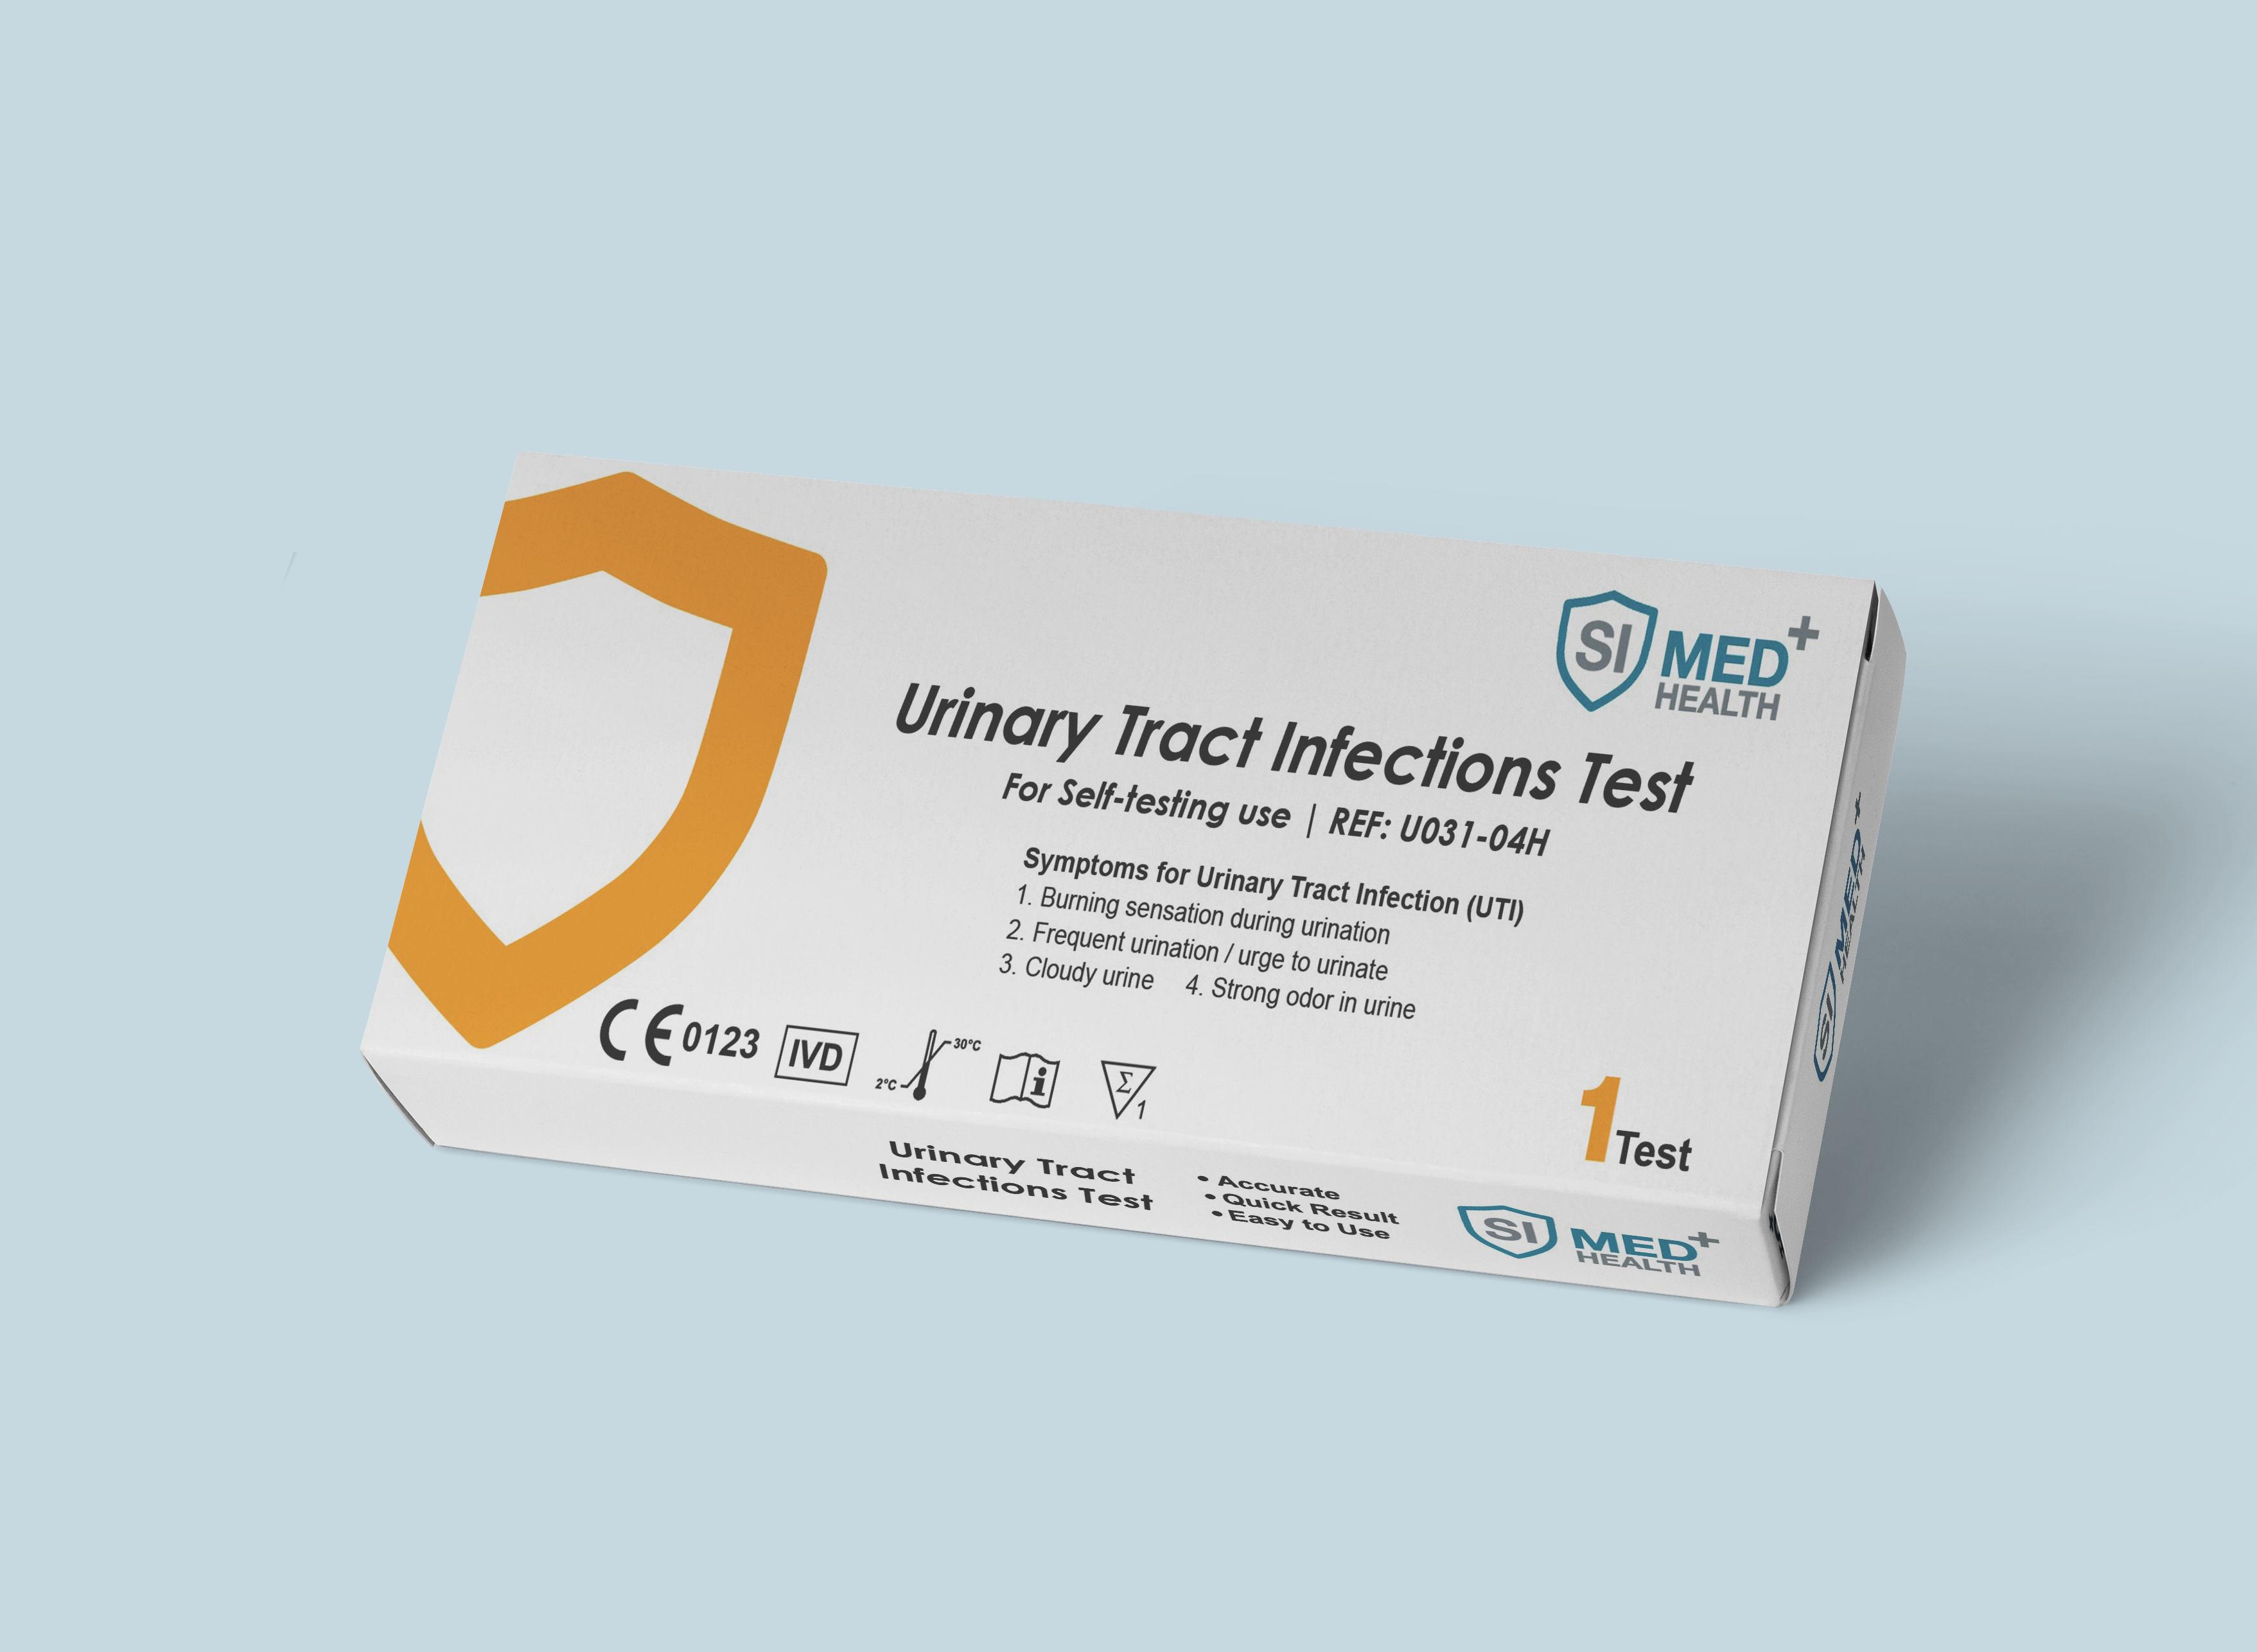 SI MED+
HEALTH
Urinary Tract Infections Test
For Self-testing use | REF: U031-04H
Symptoms for Urinary Tract Infection (UTI)
1. Burning sensation during urination
2. Frequent urination / urge to urinate
3. Cloudy urine 4. Strong odor in urine
CE 0123
IVD
2°C
30°C
i
Σ
1
1 Test
Urinary Tract
Infections Test
• Accurate
• Quick Result
• Easy to Use
SI MED+
HEALTH
SI MED+
HEALTH